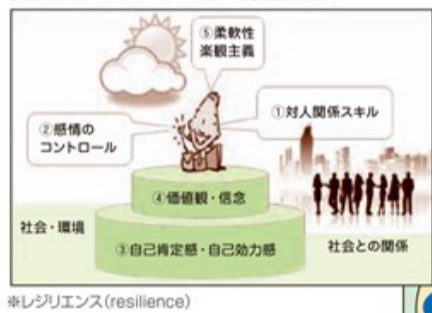 ⑤柔軟性
楽観主義
①対人関係スキル
②感情の
コントロール
④価値観・信念
社会・環境
③自己肯定感・自己効力感
社会との関係
※レジリエンス(resilience)